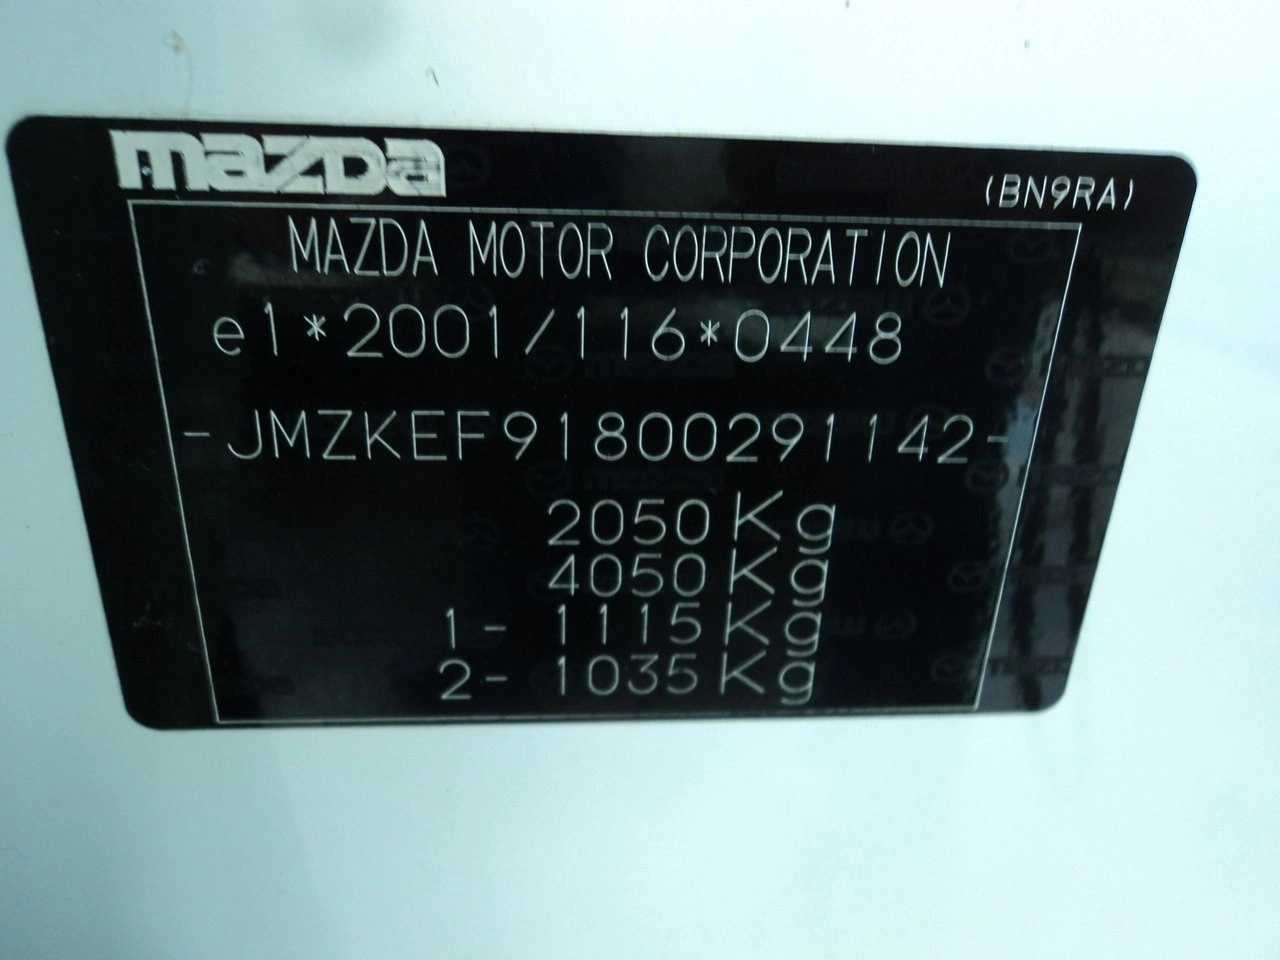 mazda
(BN9RA)
MAZDA MOTOR CORPORATION
e1*2001/116*0448
-JMZKEF91800291142-
2050Kg
4050Kg
1- 1115Kg
2- 1035Kg